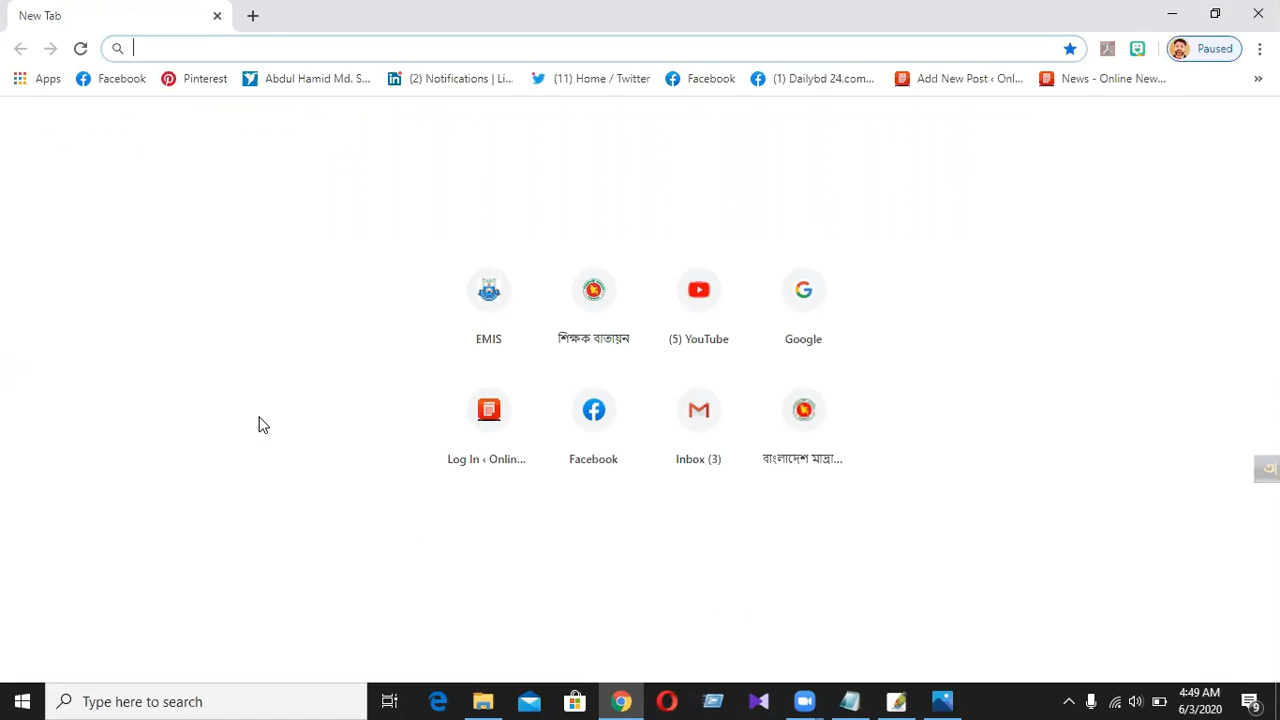 New Tab
Paused
Apps Facebook Pinterest Abdul Hamid Md. S... (2) Notifications | Li... (11) Home / Twitter Facebook (1) Dailybd 24.com... Add New Post ‹ Onl... News - Online New... »
EMIS শিক্ষক বাতায়ন (5) YouTube Google
Log In ‹ Onlin... Facebook Inbox (3) বাংলাদেশ মাদ্রা...
অ
Type here to search
4:49 AM
6/3/2020
9